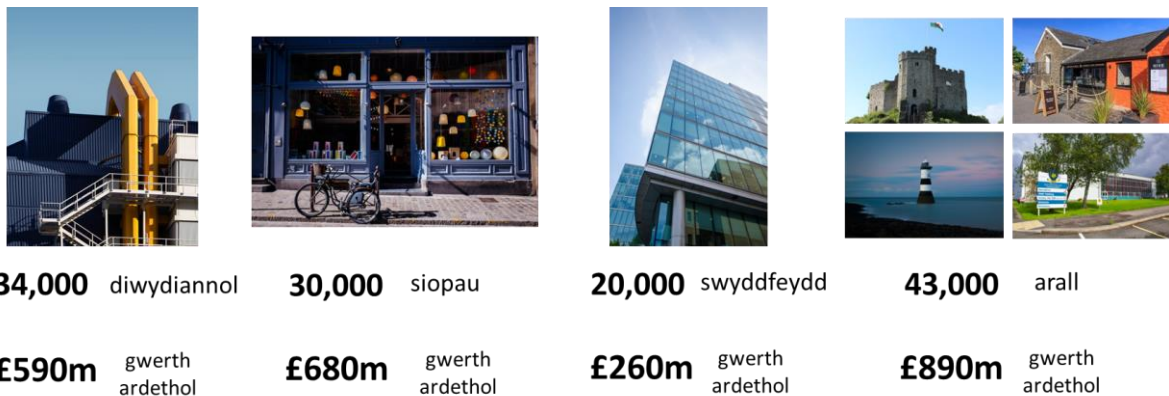 34,000 diwydiannol
30,000 siopau
20,000 swyddfeydd
43,000 arall
£590m gwerth ardethol
£680m gwerth ardethol
£260m gwerth ardethol
£890m gwerth ardethol